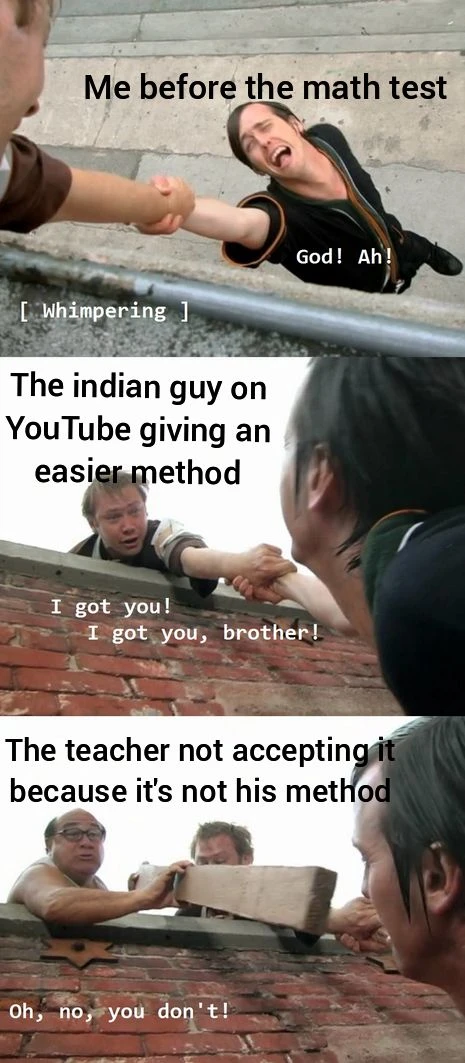 Me before the math test
God! Ah!
[ Whimpering ]
The indian guy on
YouTube giving an
easier method
I got you!
I got you, brother!
The teacher not accepting it
because it's not his method
Oh, no, you don't!